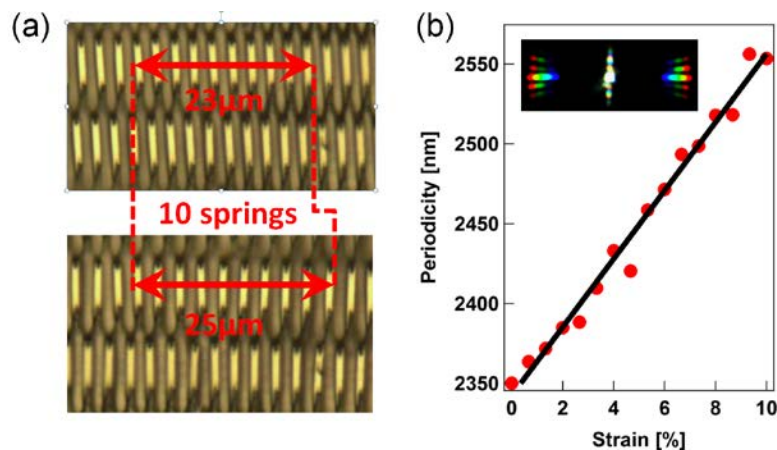 (a)
23μm
10 springs
25μm
(b)
Periodicity [nm]
2550
2500
2450
2400
2350
0 2 4 6 8 10
Strain [%]